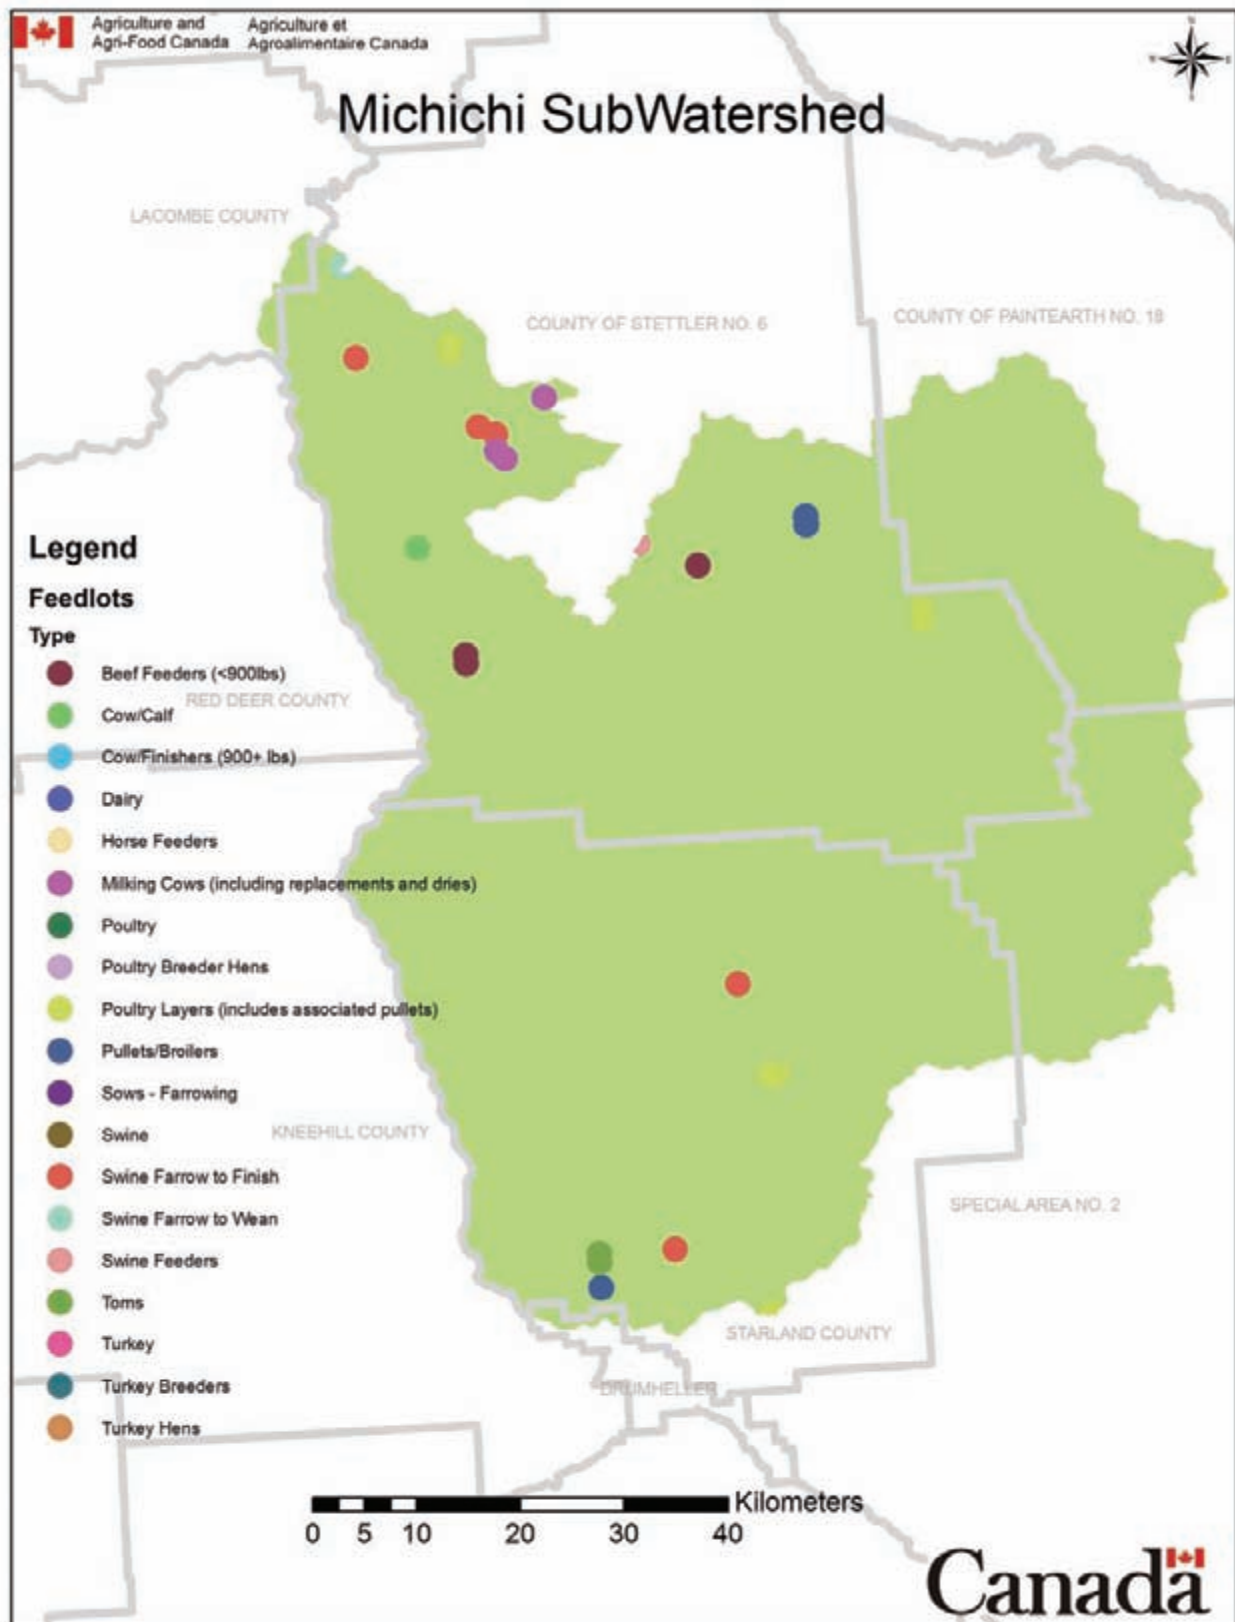 Agriculture and Agriculture et
Agri-Food Canada Agroalimentaire Canada
N
Michichi SubWatershed
LACOMBE COUNTY
COUNTY OF STETTLER NO. 6
COUNTY OF PAINTEARTH NO. 18
Legend
Feedlots
Type
Beef Feeders (<900lbs)
RED DEER COUNTY
Cow/Calf
Cow/Finishers (900+ lbs)
Dairy
Horse Feeders
Milking Cows (including replacements and dries)
Poultry
Poultry Breeder Hens
Poultry Layers (includes associated pullets)
Pullets/Broilers
Sows - Farrowing
Swine
KNEEHILL COUNTY
Swine Farrow to Finish
SPECIAL AREA NO. 2
Swine Farrow to Wean
Swine Feeders
Toms
STARLAND COUNTY
Turkey
Turkey Breeders
DRUMHELLER
Turkey Hens
Kilometers
0 5 10 20 30 40
Canada